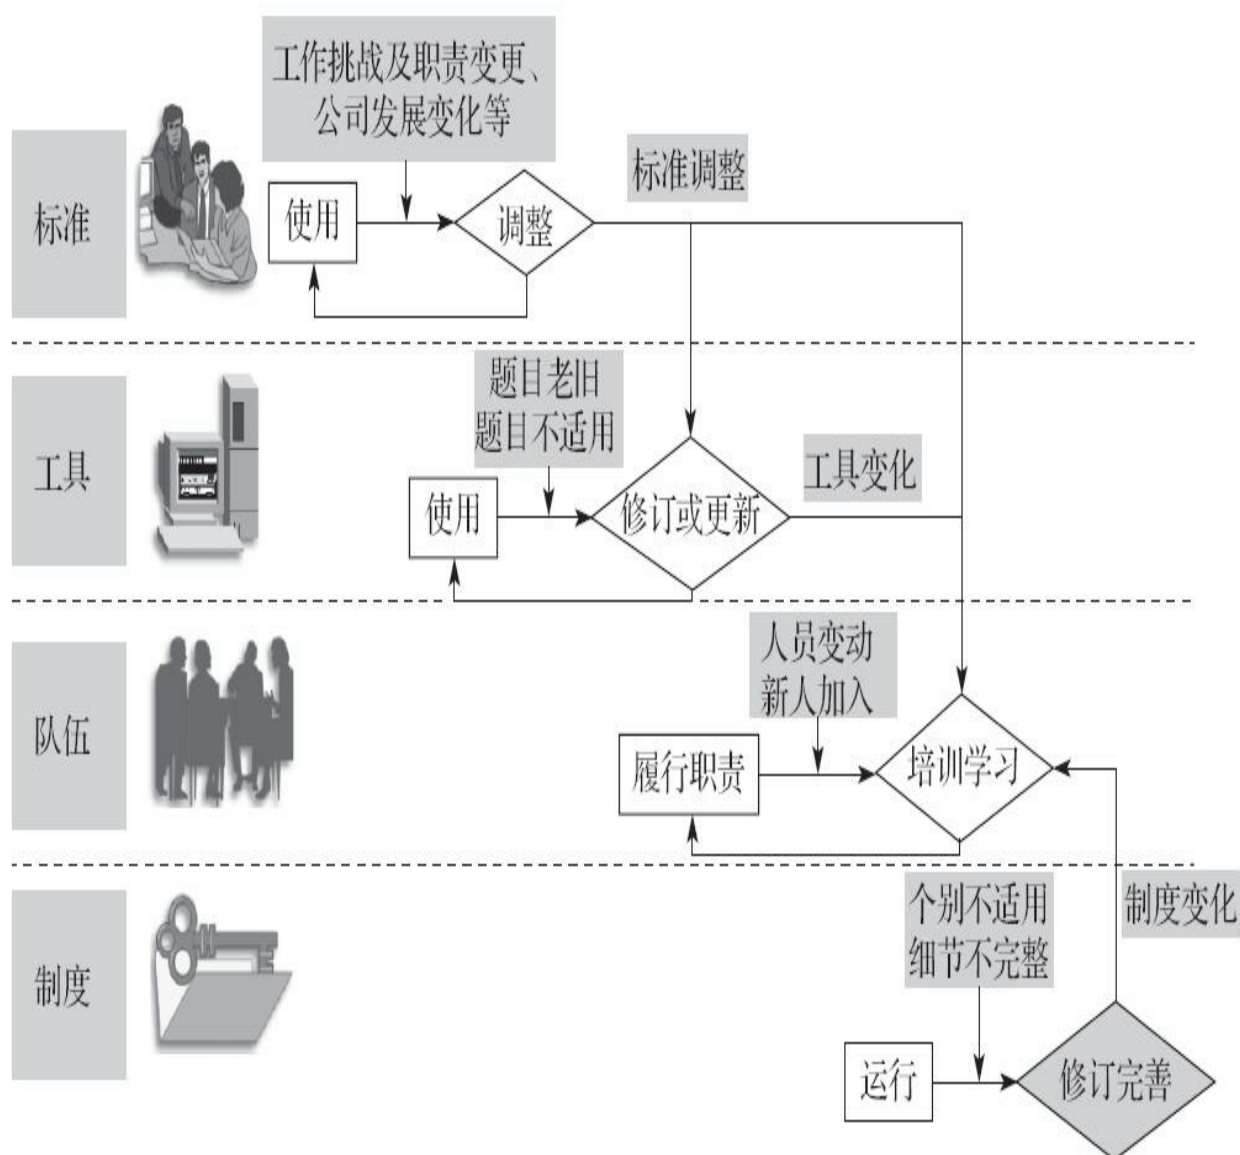 工作挑战及职责变更、
公司发展变化等
标准
使用
调整
标准调整
题目老旧
题目不适用
工具
使用
修订或更新
工具变化
人员变动
新人加入
队伍
履行职责
培训学习
个别不适用
细节不完整
制度变化
制度
运行
修订完善